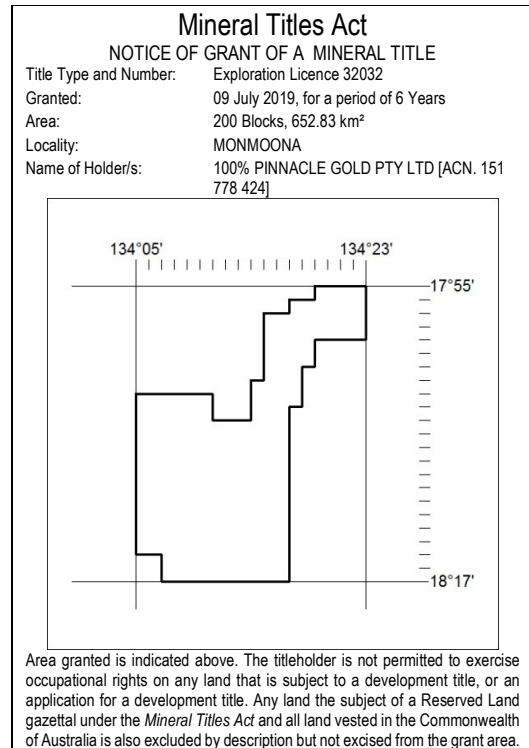 Mineral Titles Act
NOTICE OF GRANT OF A MINERAL TITLE
Title Type and Number: Exploration Licence 32032
Granted: 09 July 2019, for a period of 6 Years
Area: 200 Blocks, 652.83 km²
Locality: MONMOONA
Name of Holder/s: 100% PINNACLE GOLD PTY LTD [ACN. 151
778 424]
134°05' 134°23'
17°55'
18°17'
Area granted is indicated above. The titleholder is not permitted to exercise
occupational rights on any land that is subject to a development title, or an
application for a development title. Any land the subject of a Reserved Land
gazettal under the Mineral Titles Act and all land vested in the Commonwealth
of Australia is also excluded by description but not excised from the grant area.